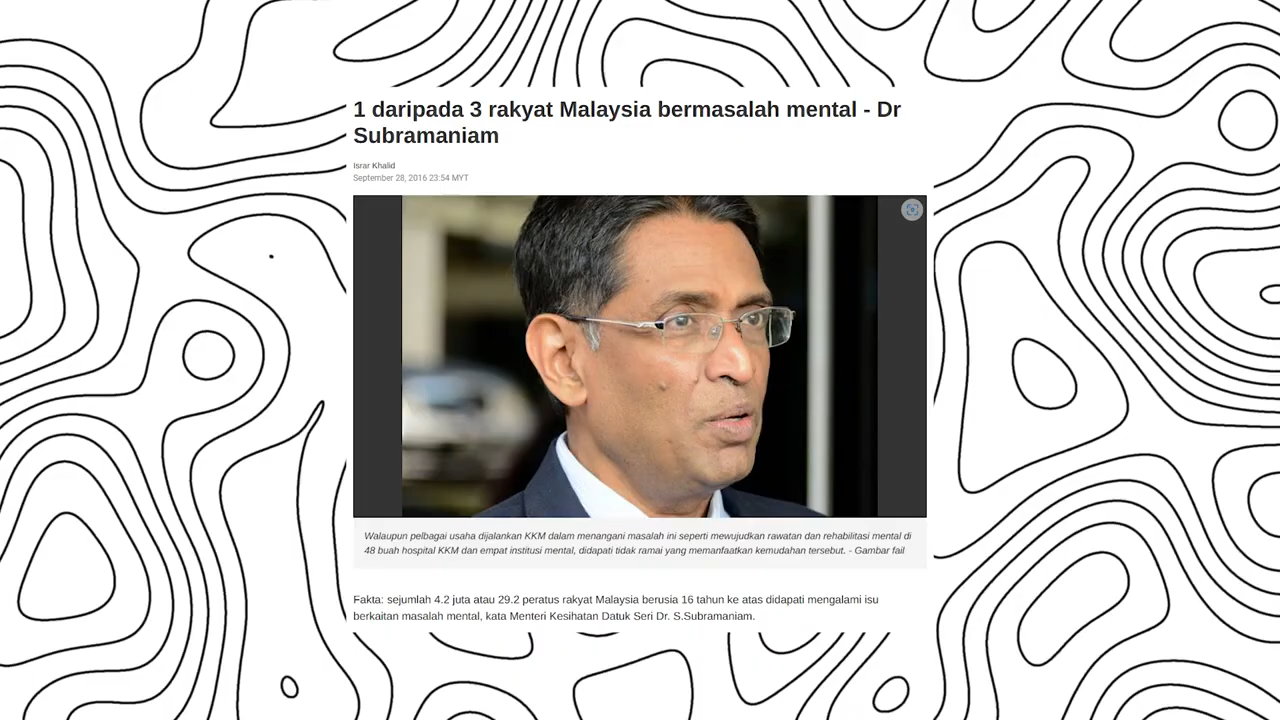 1 daripada 3 rakyat Malaysia bermasalah mental - Dr
Subramaniam
Israr Khalid
September 28, 2016 23:54 MYT
Walaupun pelbagai usaha dijalankan KKM dalam menangani masalah ini seperti mewujudkan rawatan dan rehabilitasi mental di
48 buah hospital KKM dan empat institusi mental, didapati tidak ramai yang memanfaatkan kemudahan tersebut. - Gambar fail
Fakta: sejumlah 4.2 juta atau 29.2 peratus rakyat Malaysia berusia 16 tahun ke atas didapati mengalami isu
berkaitan masalah mental, kata Menteri Kesihatan Datuk Seri Dr. S.Subramaniam.